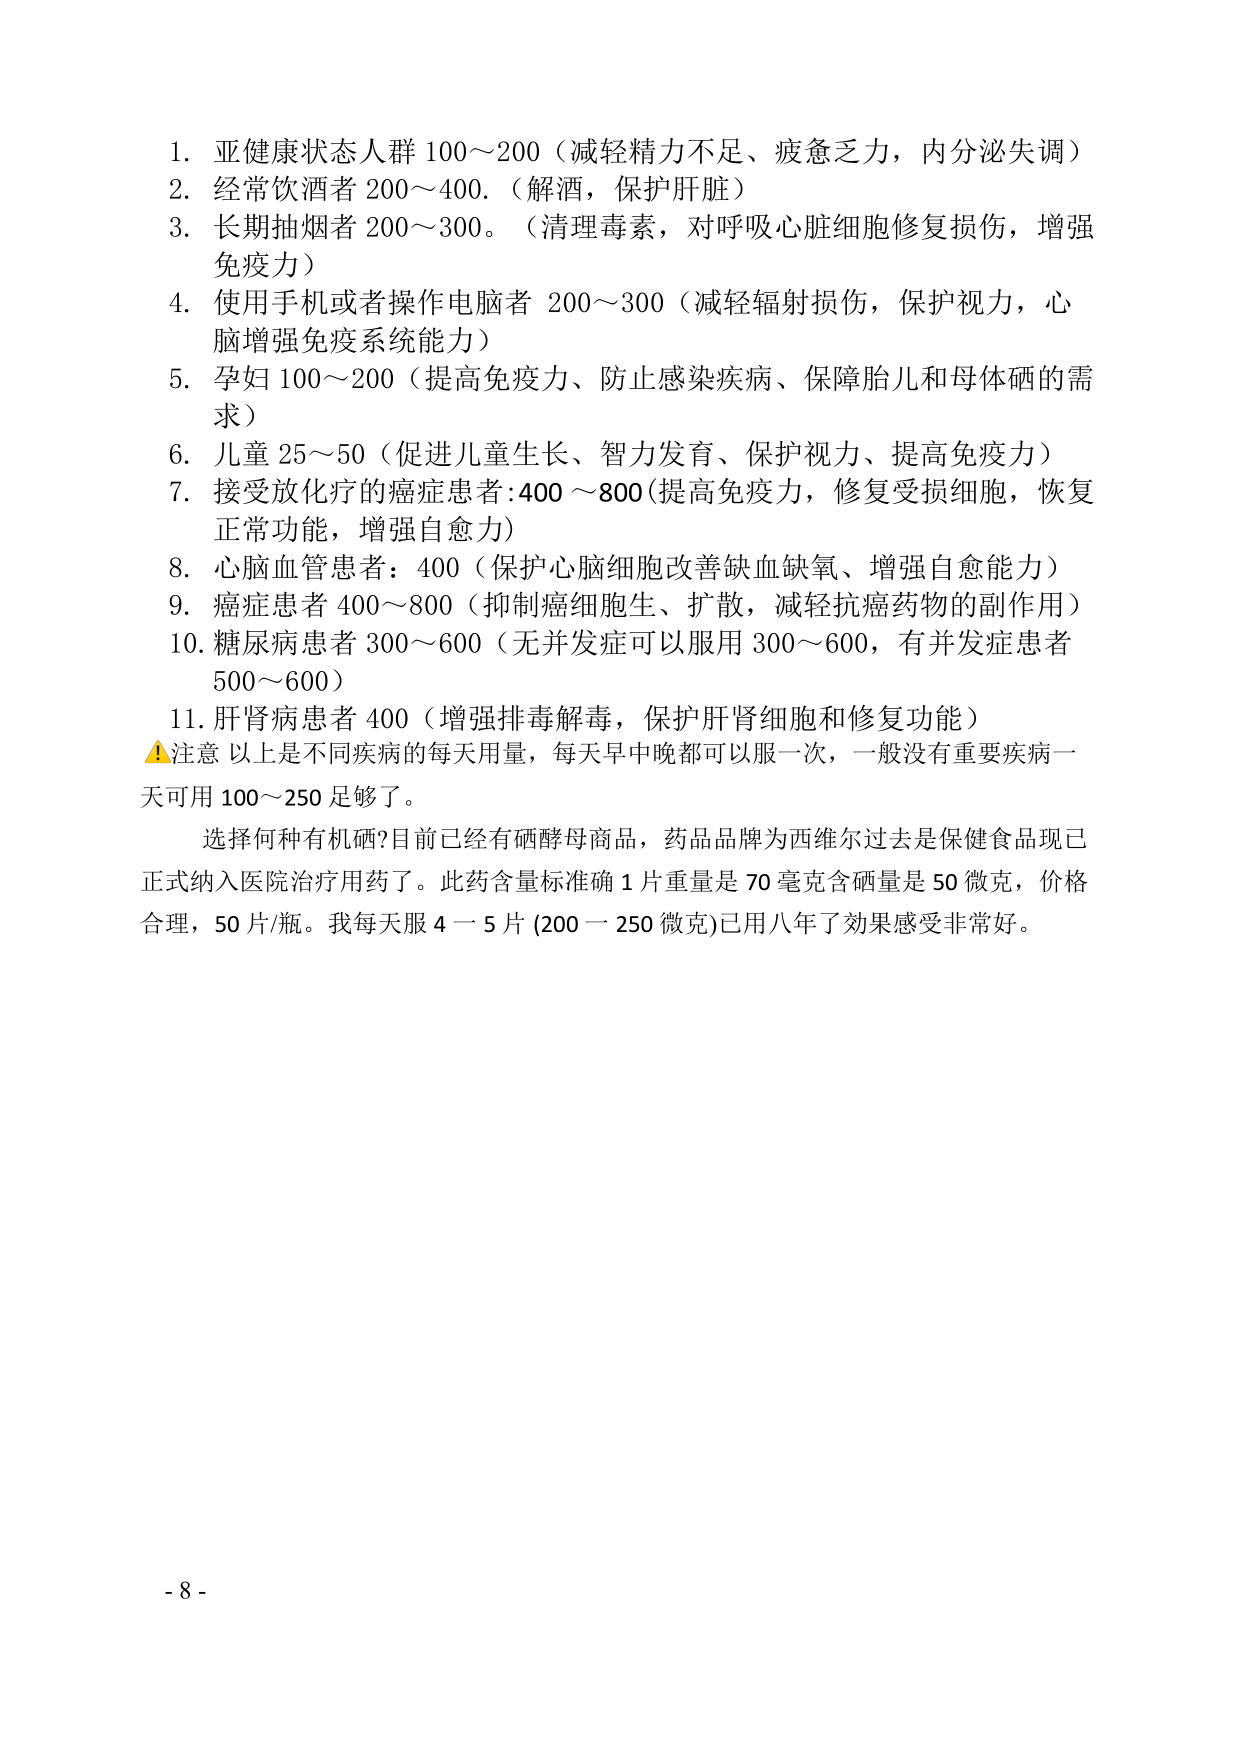 1. 亚健康状态人群 100～200（减轻精力不足、疲惫乏力，内分泌失调）
2. 经常饮酒者 200～400.（解酒，保护肝脏）
3. 长期抽烟者 200～300。（清理毒素，对呼吸心脏细胞修复损伤，增强
免疫力）
4. 使用手机或者操作电脑者 200～300（减轻辐射损伤，保护视力，心
脑增强免疫系统能力）
5. 孕妇 100～200（提高免疫力、防止感染疾病、保障胎儿和母体硒的需
求）
6. 儿童 25～50（促进儿童生长、智力发育、保护视力、提高免疫力）
7. 接受放化疗的癌症患者:400 ～800(提高免疫力，修复受损细胞，恢复
正常功能，增强自愈力)
8. 心脑血管患者：400（保护心脑细胞改善缺血缺氧、增强自愈能力）
9. 癌症患者 400～800（抑制癌细胞生、扩散，减轻抗癌药物的副作用）
10. 糖尿病患者 300～600（无并发症可以服用 300～600，有并发症患者
500～600）
11. 肝肾病患者 400（增强排毒解毒，保护肝肾细胞和修复功能）
⚠注意 以上是不同疾病的每天用量，每天早中晚都可以服一次，一般没有重要疾病一
天可用 100～250 足够了。
选择何种有机硒?目前已经有硒酵母商品，药品品牌为西维尔过去是保健食品现已
正式纳入医院治疗用药了。此药含量标准确 1 片重量是 70 毫克含硒量是 50 微克，价格
合理，50 片/瓶。我每天服 4 一 5 片 (200 一 250 微克)已用八年了効果感受非常好。
- 8 -